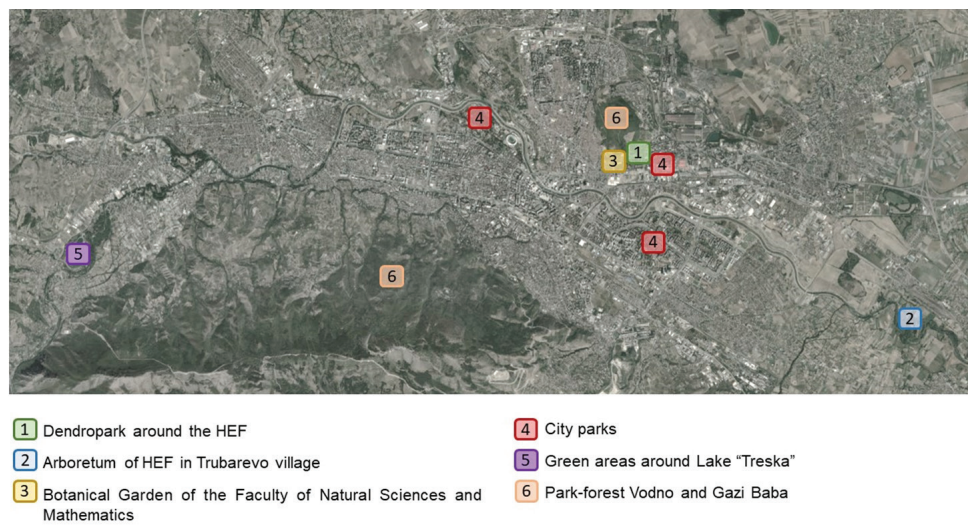 4
6
1
3
4
4
5
6
2
1 Dendropark around the HEF
2 Arboretum of HEF in Trubarevo village
3 Botanical Garden of the Faculty of Natural Sciences and
Mathematics
4 City parks
5 Green areas around Lake “Treska”
6 Park-forest Vodno and Gazi Baba